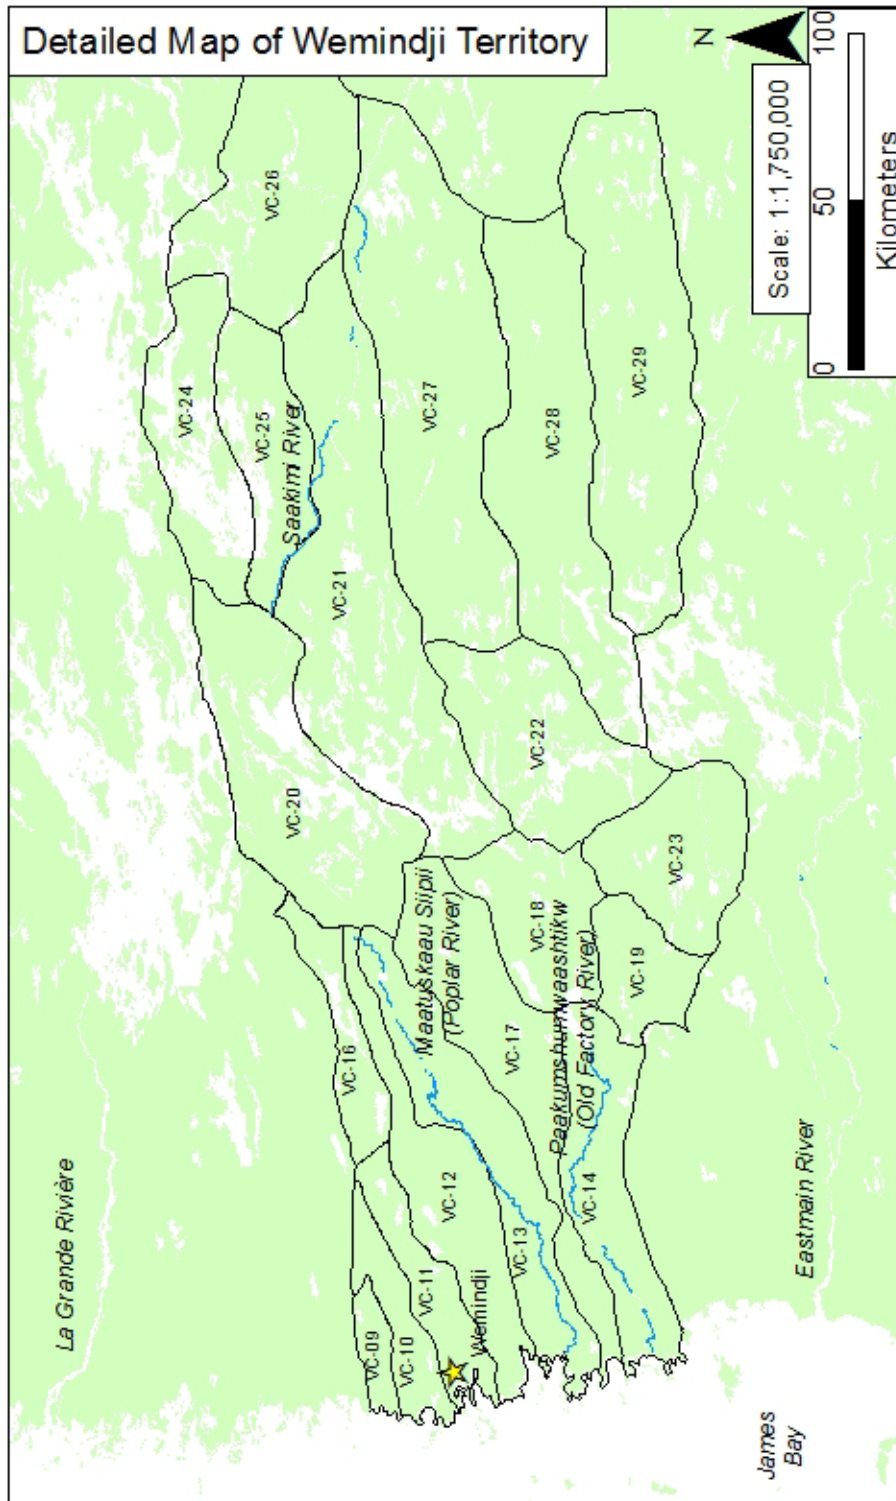 Detailed Map of Wemindji Territory
N
Scale: 1:1,750,000
0
50
100
Kilometers
La Grande Rivière
VC-09
VC-10
VC-11
Wemindji
VC-12
VC-13
VC-14
VC-16
VC-17
Maatuskaau Siipii
(Poplar River)
Paakumshumwaashtikw
(Old Factory River)
VC-18
VC-19
VC-20
VC-21
VC-22
VC-23
VC-24
VC-25
Saakimi River
VC-26
VC-27
VC-28
VC-29
Eastmain River
James
Bay